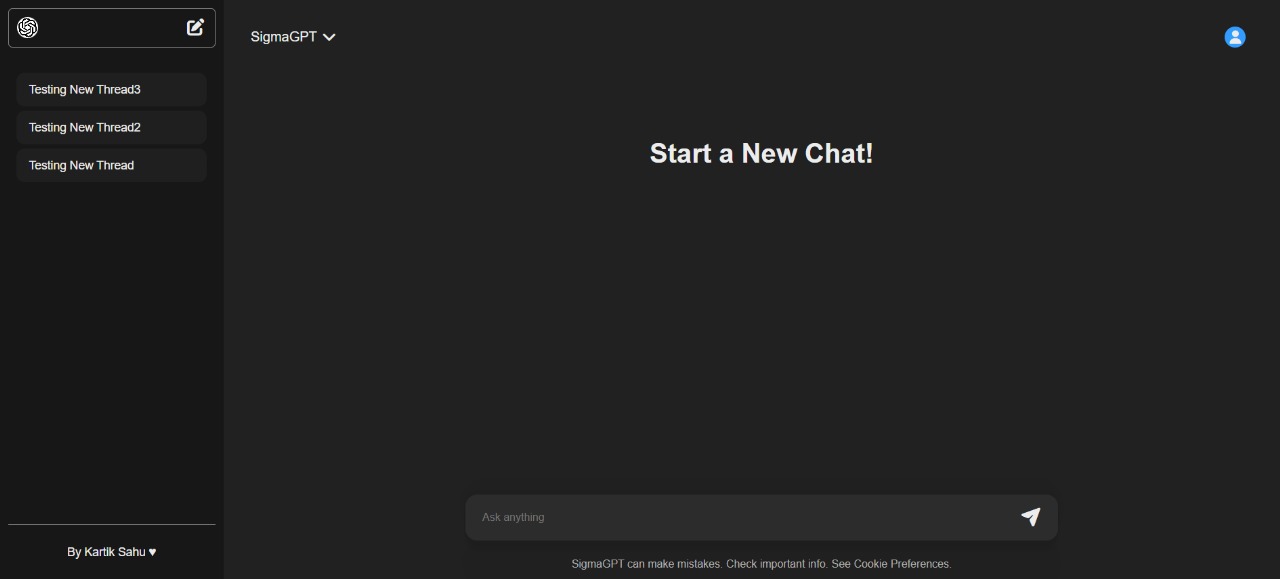 SigmaGPT
Testing New Thread3
Testing New Thread2
Testing New Thread
Start a New Chat!
Ask anything
By Kartik Sahu ♥
SigmaGPT can make mistakes. Check important info. See Cookie Preferences.